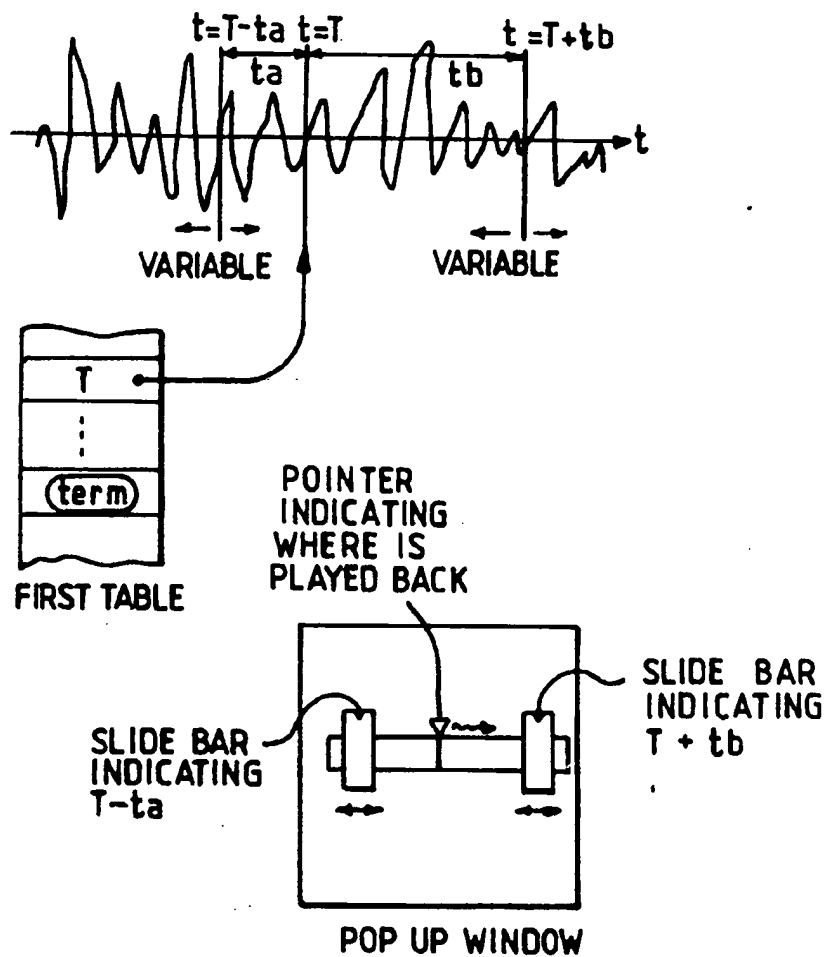 t=T-ta t=T t=T+tb
ta tb
t
VARIABLE VARIABLE
T
term
FIRST TABLE
POINTER
INDICATING
WHERE IS
PLAYED BACK
SLIDE BAR
INDICATING
T-ta
SLIDE BAR
INDICATING
T + tb
POP UP WINDOW